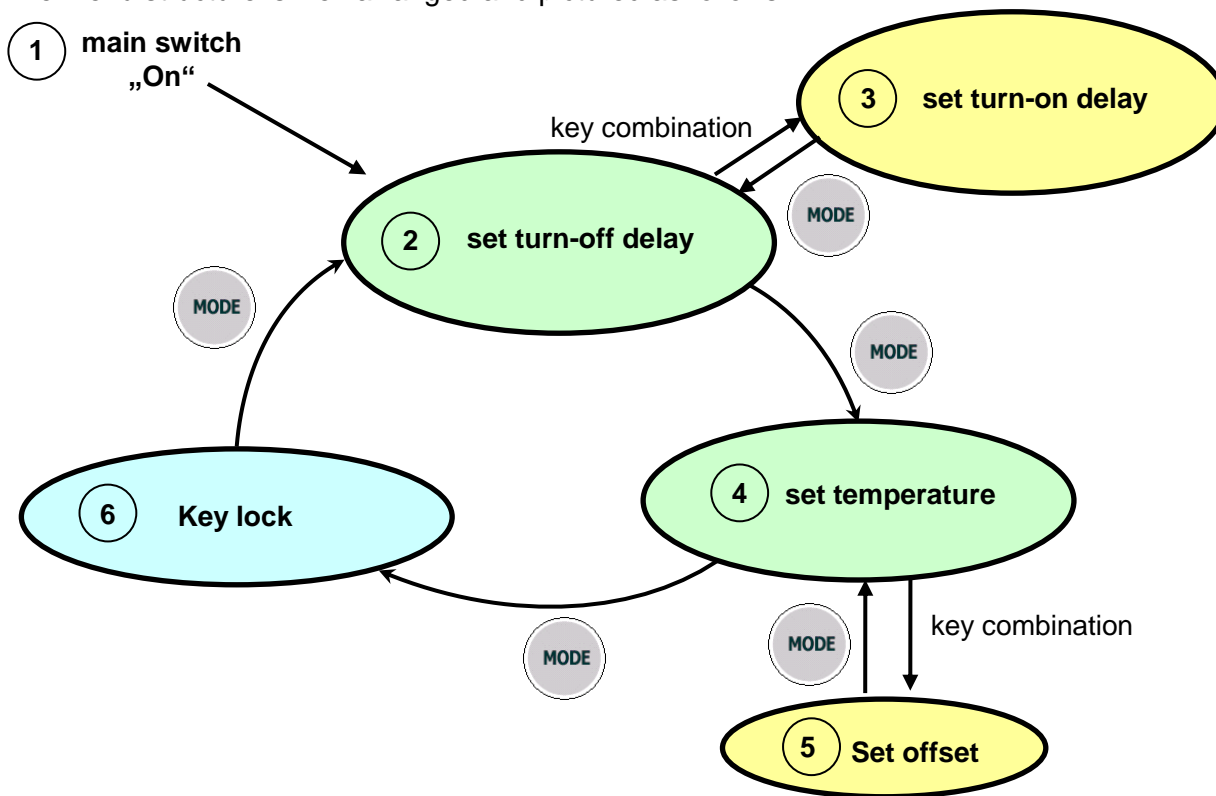 1
main switch
„On“
3
set turn-on delay
key combination
MODE
2
set turn-off delay
MODE
MODE
4
set temperature
6
Key lock
key combination
MODE
MODE
5
Set offset